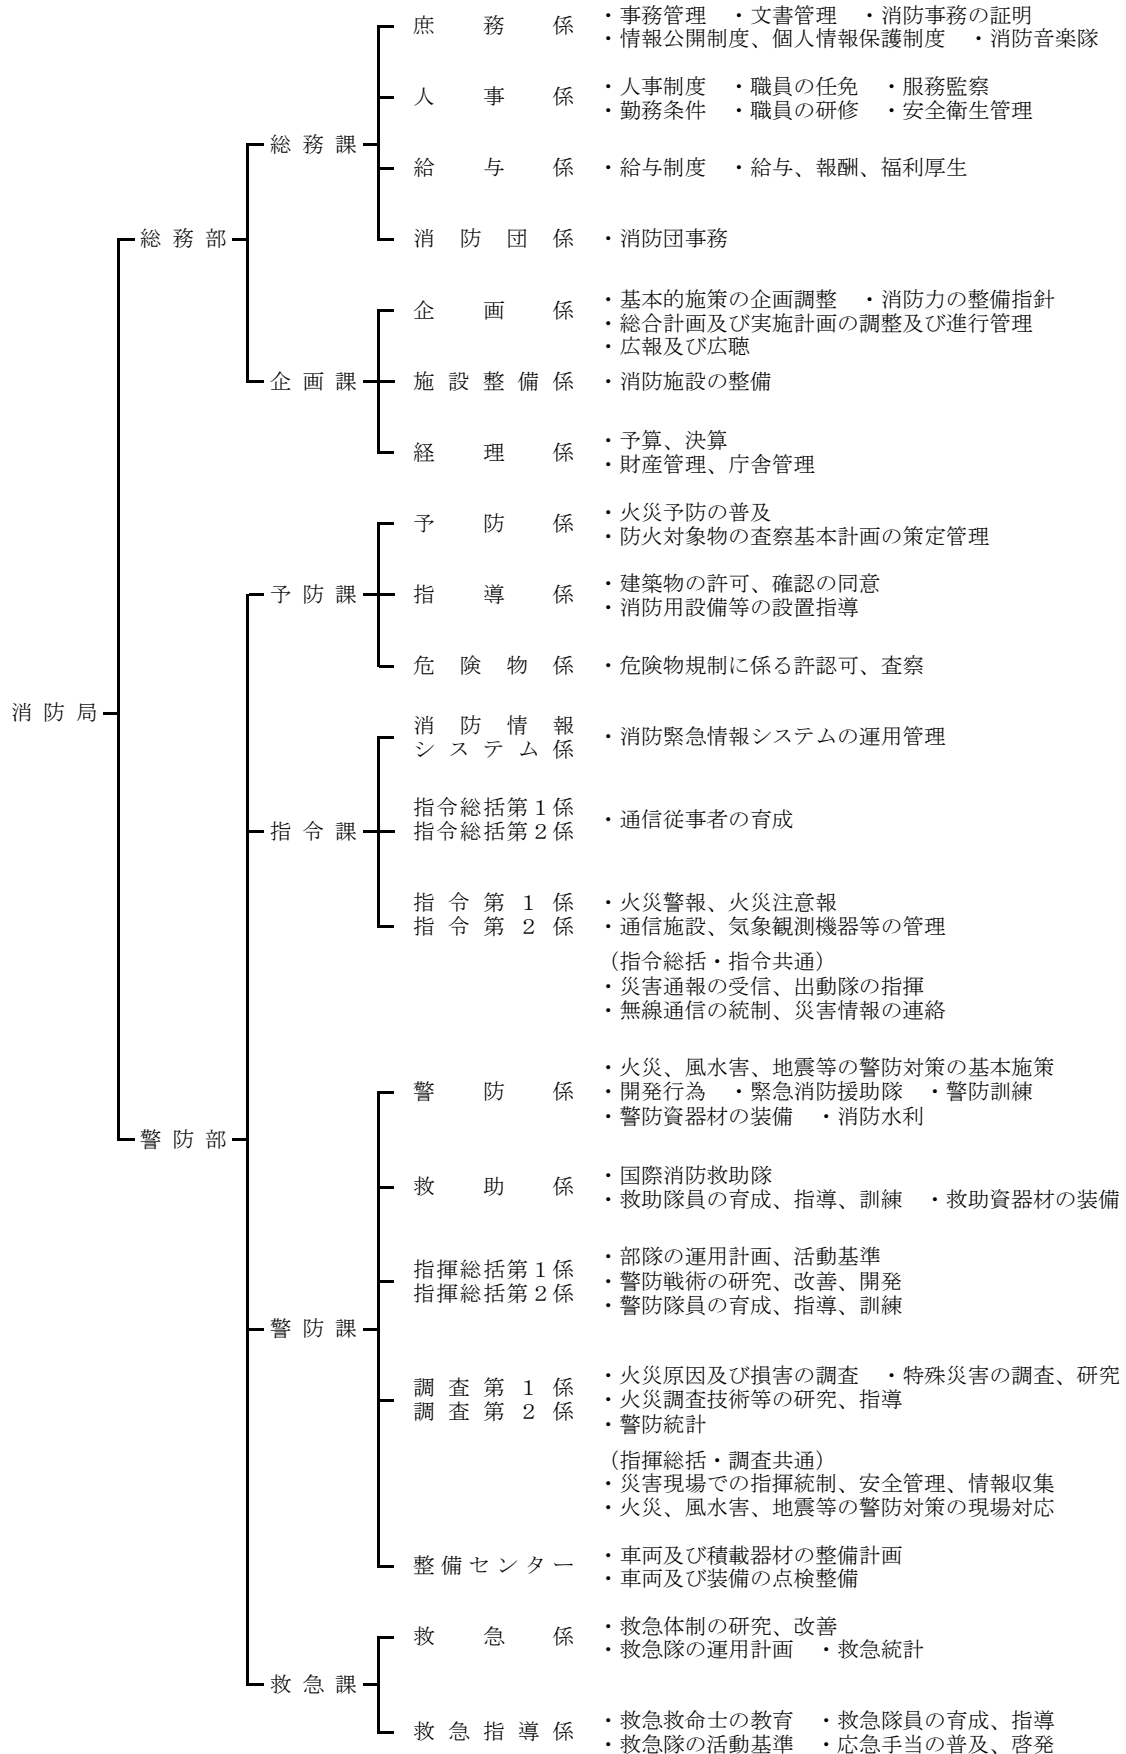 消防局
総務部
総務課
庶務係
・事務管理　・文書管理　・消防事務の証明
・情報公開制度、個人情報保護制度　・消防音楽隊
人事係
・人事制度　・職員の任免　・服務監察
・勤務条件　・職員の研修　・安全衛生管理
給与係
・給与制度　・給与、報酬、福利厚生
消防団係
・消防団事務
企画課
企画係
・基本的施策の企画調整　・消防力の整備指針
・総合計画及び実施計画の調整及び進行管理
・広報及び広聴
施設整備係
・消防施設の整備
経理係
・予算、決算
・財産管理、庁舎管理
警防部
予防課
予防係
・火災予防の普及
・防火対象物の査察基本計画の策定管理
指導係
・建築物の許可、確認の同意
・消防用設備等の設置指導
危険物係
・危険物規制に係る許認可、査察
指令課
消防情報
システム係
・消防緊急情報システムの運用管理
指令総括第１係
指令総括第２係
・通信従事者の育成
指令第１係
指令第２係
・火災警報、火災注意報
・通信施設、気象観測機器等の管理
（指令総括・指令共通）
・災害通報の受信、出動隊の指揮
・無線通信の統制、災害情報の連絡
警防課
警防係
・火災、風水害、地震等の警防対策の基本施策
・開発行為　・緊急消防援助隊　・警防訓練
・警防資器材の装備　・消防水利
救助係
・国際消防救助隊
・救助隊員の育成、指導、訓練　・救助資器材の装備
指揮総括第１係
指揮総括第２係
・部隊の運用計画、活動基準
・警防戦術の研究、改善、開発
・警防隊員の育成、指導、訓練
調査第１係
調査第２係
・火災原因及び損害の調査　・特殊災害の調査、研究
・火災調査技術等の研究、指導
・警防統計
（指揮総括・調査共通）
・災害現場での指揮統制、安全管理、情報収集
・火災、風水害、地震等の警防対策の現場対応
整備センター
・車両及び積載器材の整備計画
・車両及び装備の点検整備
救急課
救急係
・救急体制の研究、改善
・救急隊の運用計画　・救急統計
救急指導係
・救急救命士の教育　・救急隊員の育成、指導
・救急隊の活動基準　・応急手当の普及、啓発